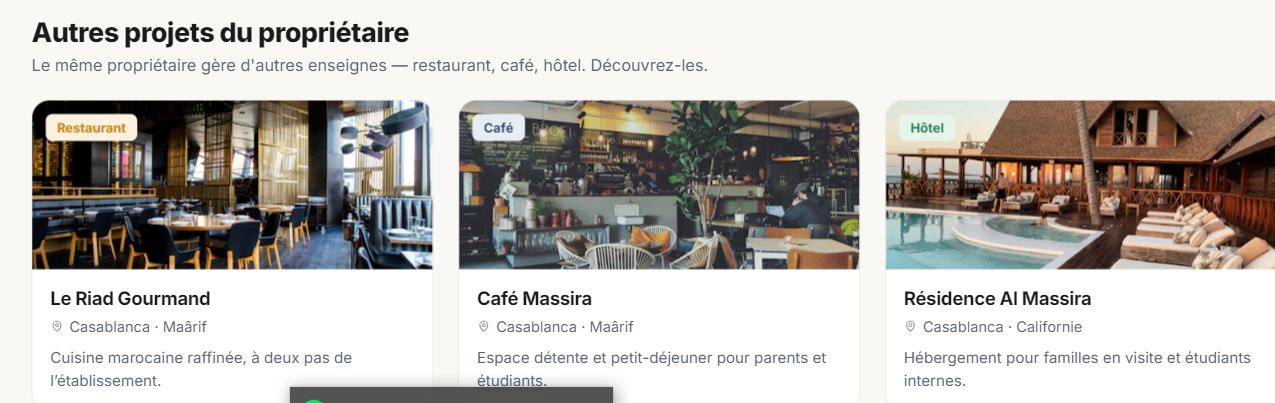 Autres projets du propriétaire
Le même propriétaire gère d'autres enseignes — restaurant, café, hôtel. Découvrez-les.
Restaurant
Café
Hôtel
Le Riad Gourmand
Casablanca · Maârif
Cuisine marocaine raffinée, à deux pas de
l’établissement.
Café Massira
Casablanca · Maârif
Espace détente et petit-déjeuner pour parents et
étudiants.
Résidence Al Massira
Casablanca · Californie
Hébergement pour familles en visite et étudiants
internes.